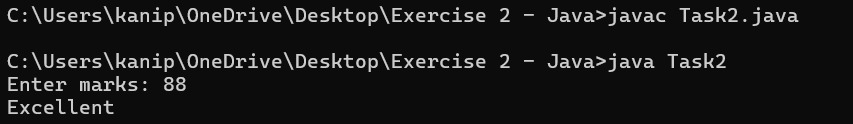 C:\Users\kanip\OneDrive\Desktop\Exercise 2 - Java>javac Task2.java
C:\Users\kanip\OneDrive\Desktop\Exercise 2 - Java>java Task2
Enter marks: 88
Excellent